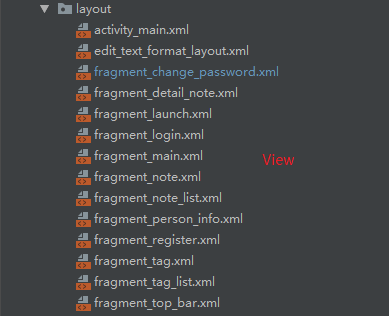 layout
activity_main.xml
edit_text_format_layout.xml
fragment_change_password.xml
fragment_detail_note.xml
fragment_launch.xml
fragment_login.xml
fragment_main.xml
View
fragment_note.xml
fragment_note_list.xml
fragment_person_info.xml
fragment_register.xml
fragment_tag.xml
fragment_tag_list.xml
fragment_top_bar.xml